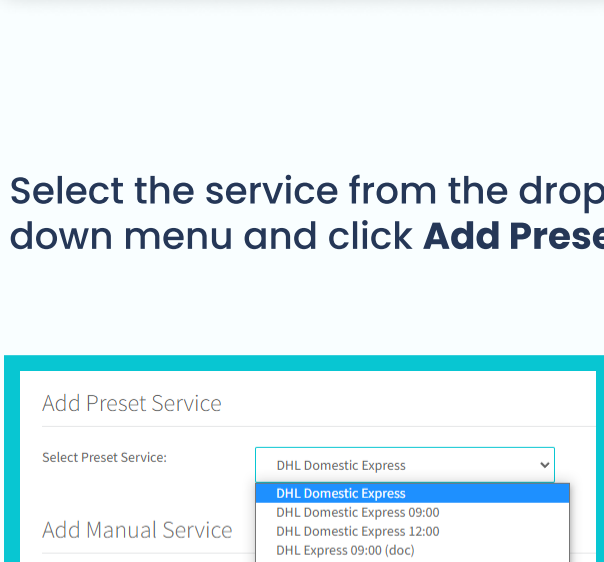 Select the service from the drop
down menu and click Add Prese
Add Preset Service
Select Preset Service:
DHL Domestic Express
DHL Domestic Express
DHL Domestic Express 09:00
Add Manual Service
DHL Domestic Express 12:00
DHL Express 09:00 (doc)